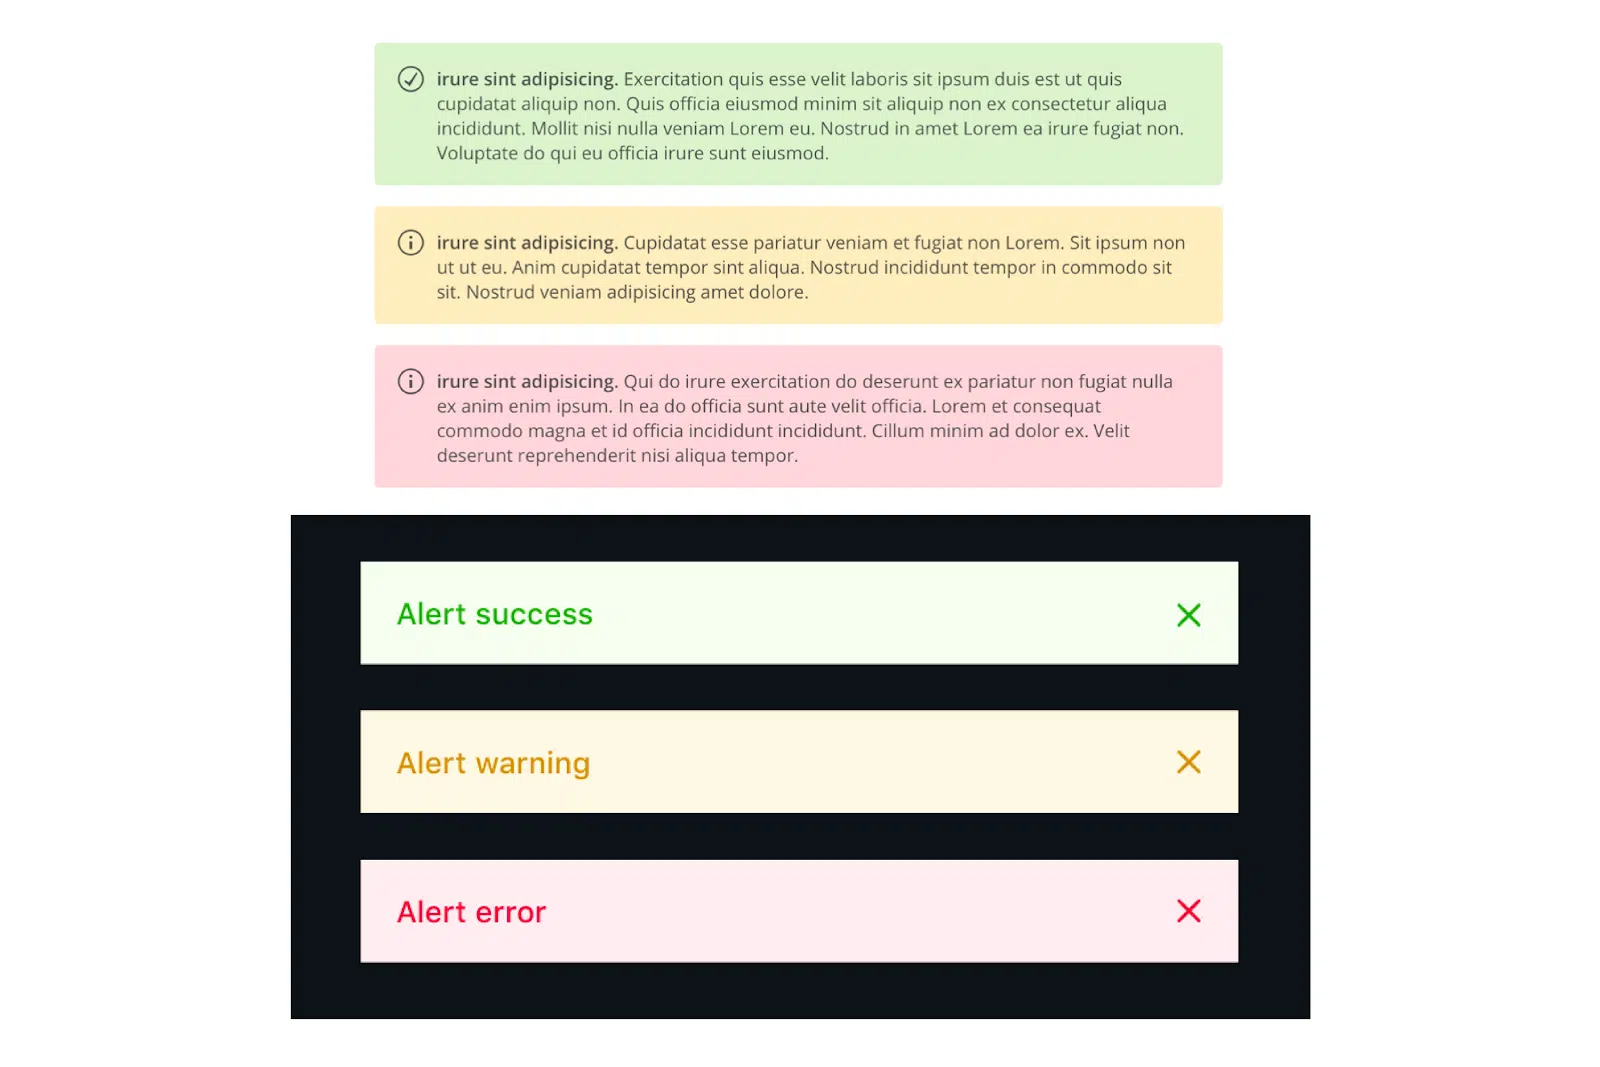 irure sint adipisicing. Exercitation quis esse velit laboris sit ipsum duis est ut quis
cupidatat aliquip non. Quis officia eiusmod minim sit aliquip non ex consectetur aliqua
incididunt. Mollit nisi nulla veniam Lorem eu. Nostrud in amet Lorem ea irure fugiat non.
Voluptate do qui eu officia irure sunt eiusmod.
irure sint adipisicing. Cupidatat esse pariatur veniam et fugiat non Lorem. Sit ipsum non
ut ut eu. Anim cupidatat tempor sint aliqua. Nostrud incididunt tempor in commodo sit
sit. Nostrud veniam adipisicing amet dolore.
irure sint adipisicing. Qui do irure exercitation do deserunt ex pariatur non fugiat nulla
ex anim enim ipsum. In ea do officia sunt aute velit officia. Lorem et consequat
commodo magna et id officia incididunt incididunt. Cillum minim ad dolor ex. Velit
deserunt reprehenderit nisi aliqua tempor.
Alert success
Alert warning
Alert error